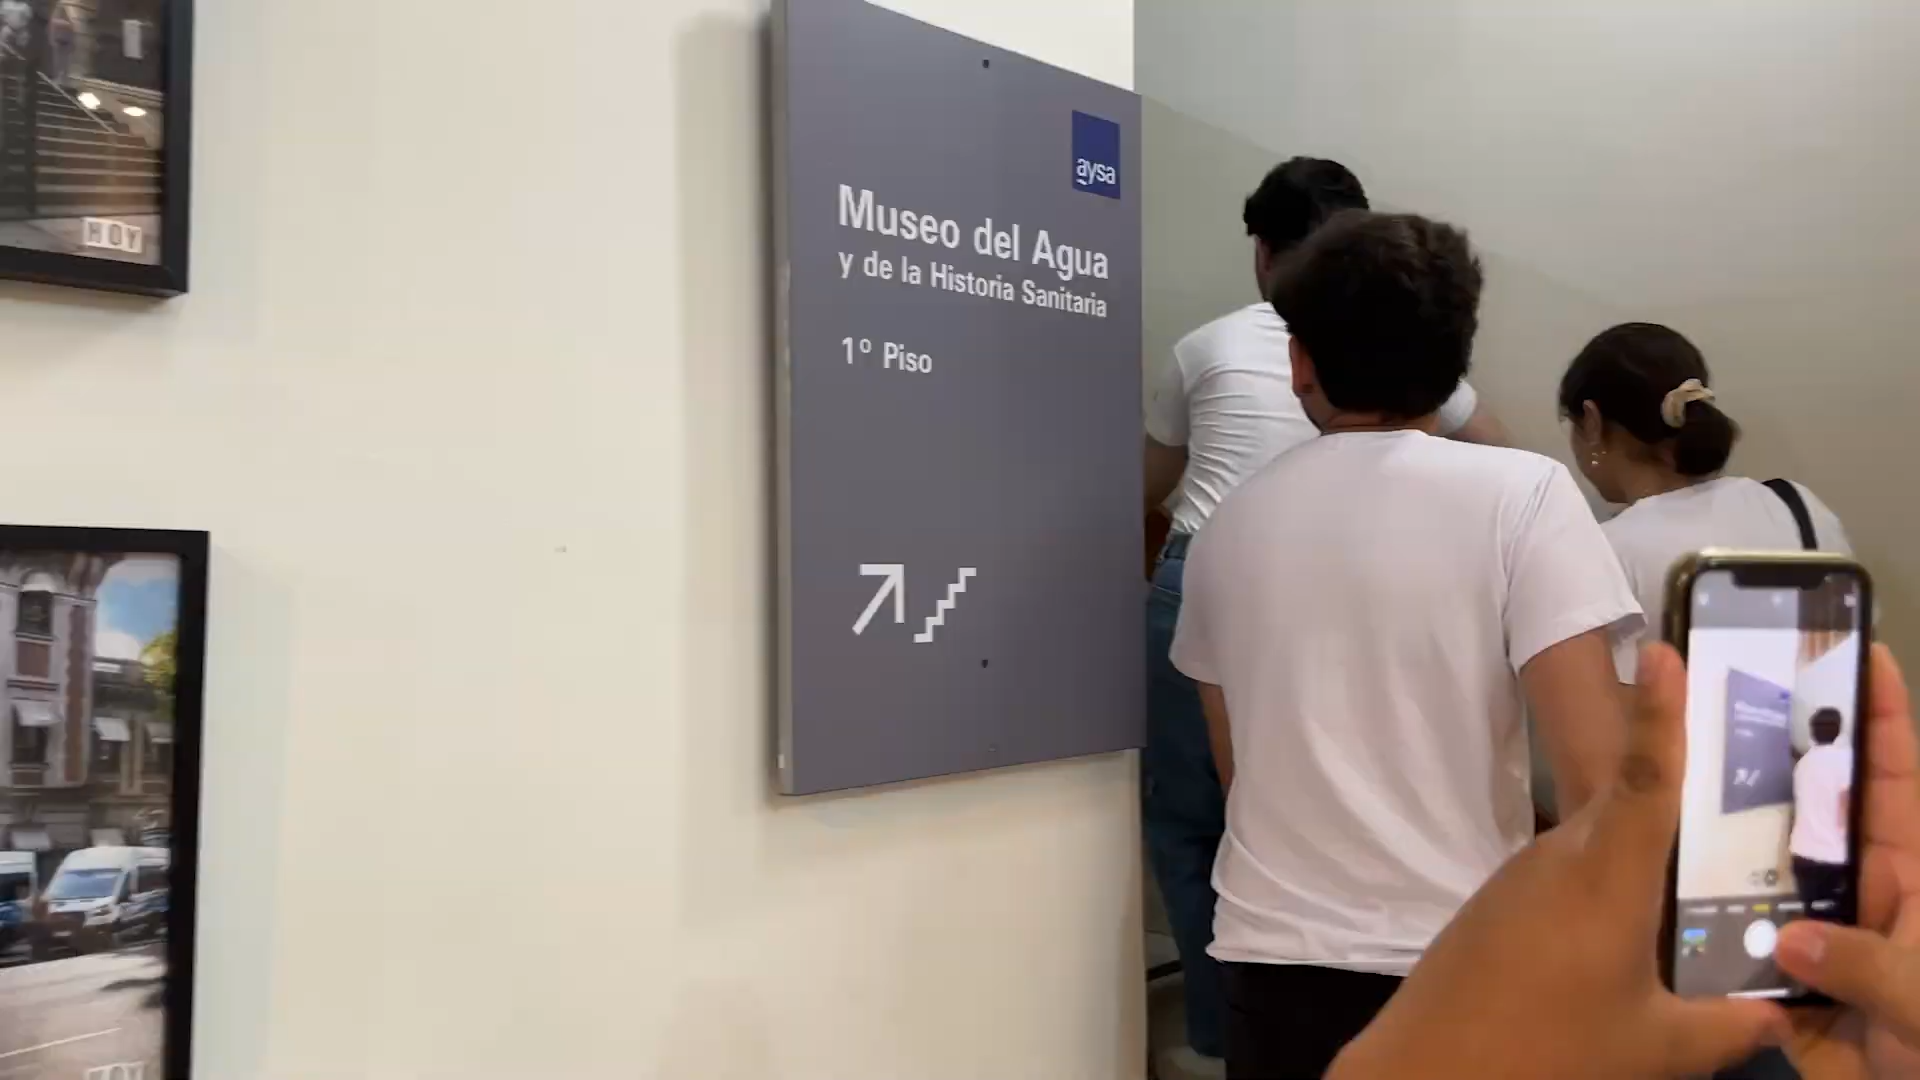 HOY
aysa
Museo del Agua
y de la Historia Sanitaria
1º Piso